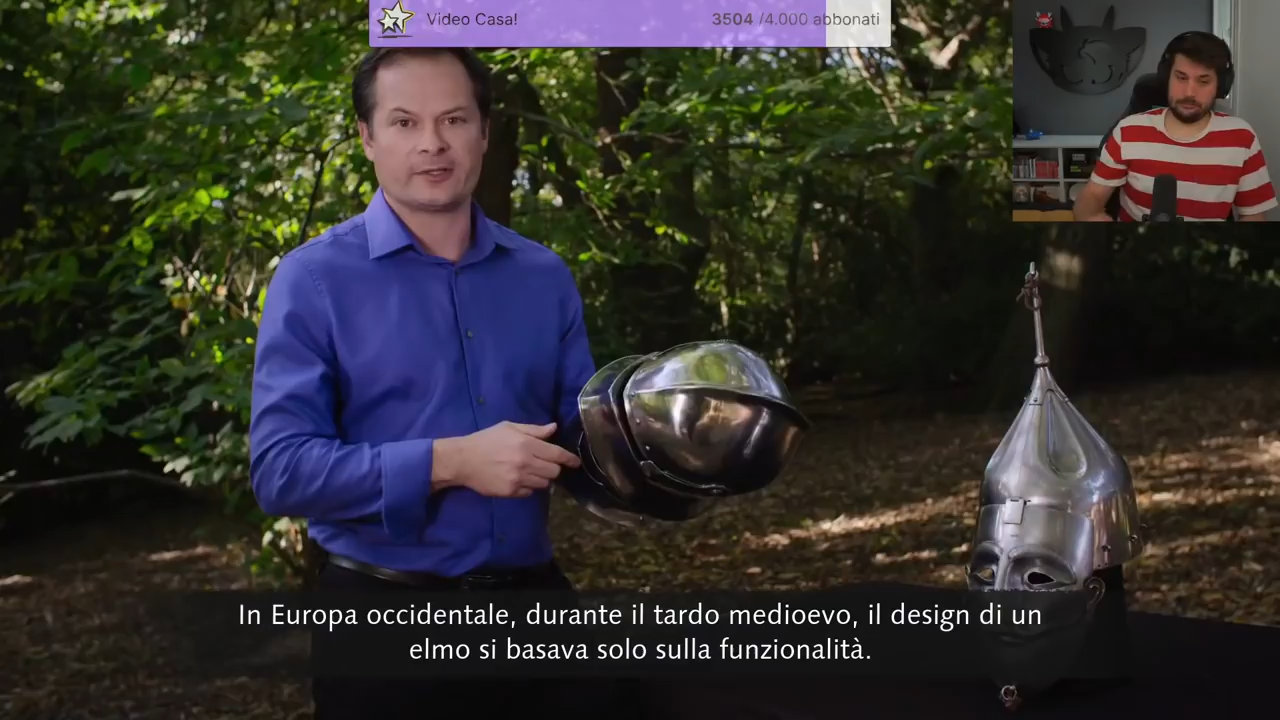 Video Casa!
3504 /4.000 abbonati
In Europa occidentale, durante il tardo medioevo, il design di un
elmo si basava solo sulla funzionalità.